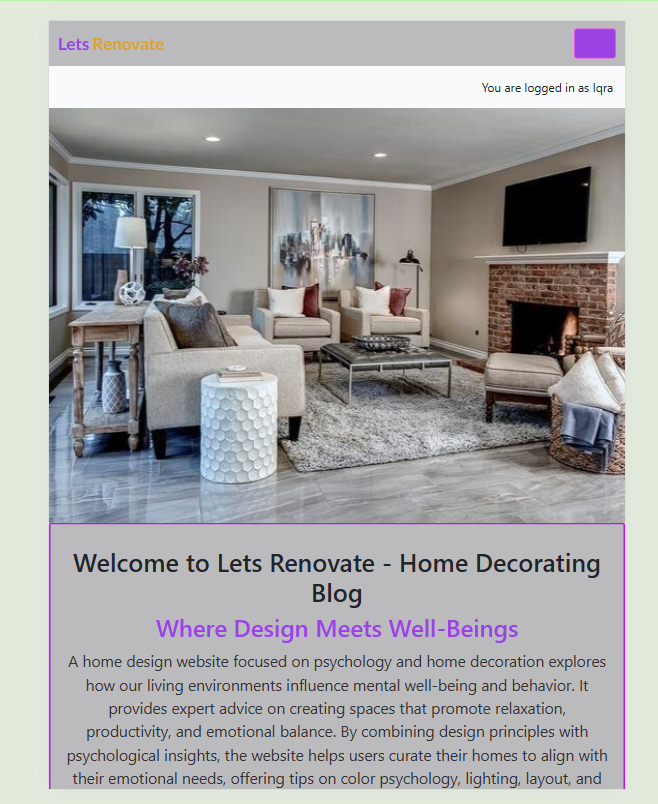 Lets Renovate
You are logged in as Iqra
Welcome to Lets Renovate - Home Decorating
Blog
Where Design Meets Well-Beings
A home design website focused on psychology and home decoration explores
how our living environments influence mental well-being and behavior. It
provides expert advice on creating spaces that promote relaxation,
productivity, and emotional balance. By combining design principles with
psychological insights, the website helps users curate their homes to align with
their emotional needs, offering tips on color psychology, lighting, layout, and